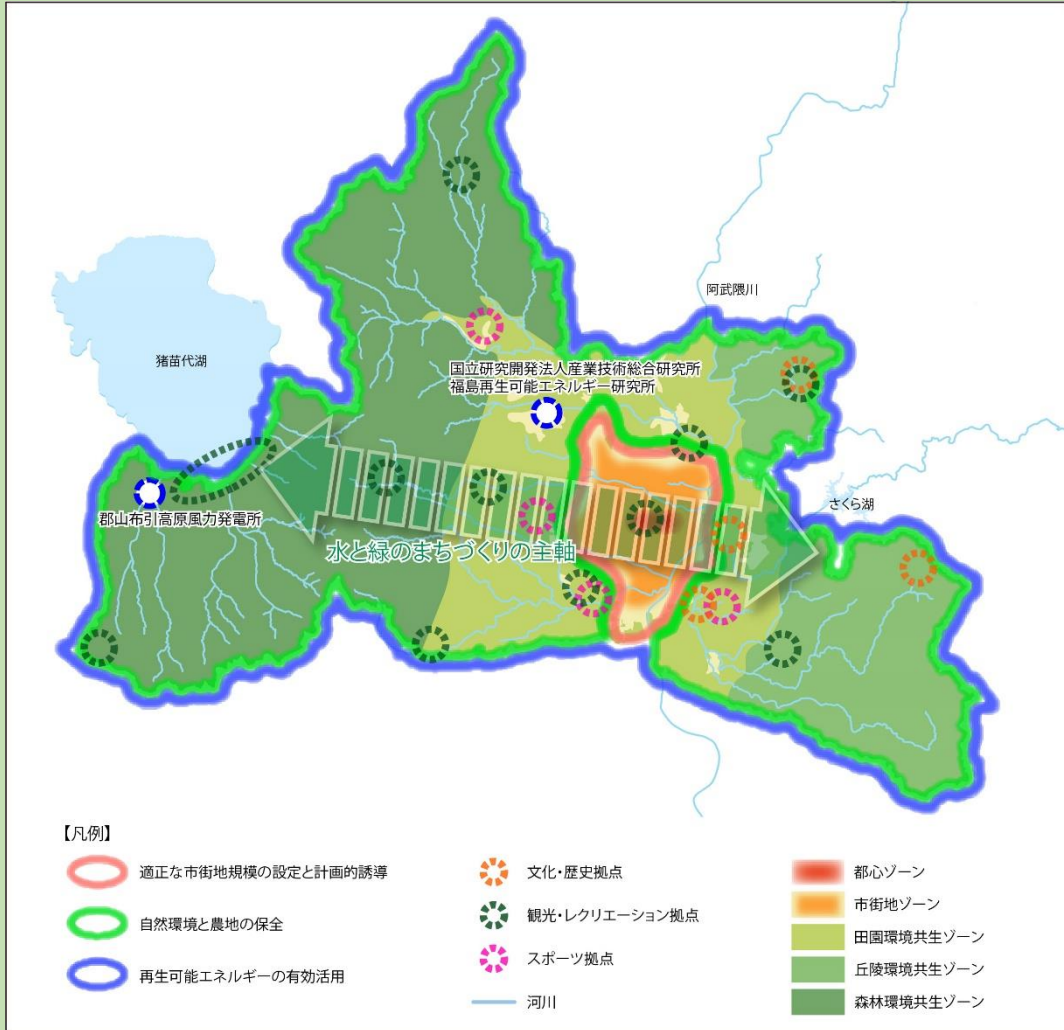 阿武隈川
猪苗代湖
国立研究開発法人産業技術総合研究所
福島再生可能エネルギー研究所
さくら湖
郡山布引高原風力発電所
水と緑のまちづくりの主軸
【凡例】
適正な市街地規模の設定と計画的誘導
自然環境と農地の保全
再生可能エネルギーの有効活用
文化・歴史拠点
観光・レクリエーション拠点
スポーツ拠点
河川
都心ゾーン
市街地ゾーン
田園環境共生ゾーン
丘陵環境共生ゾーン
森林環境共生ゾーン